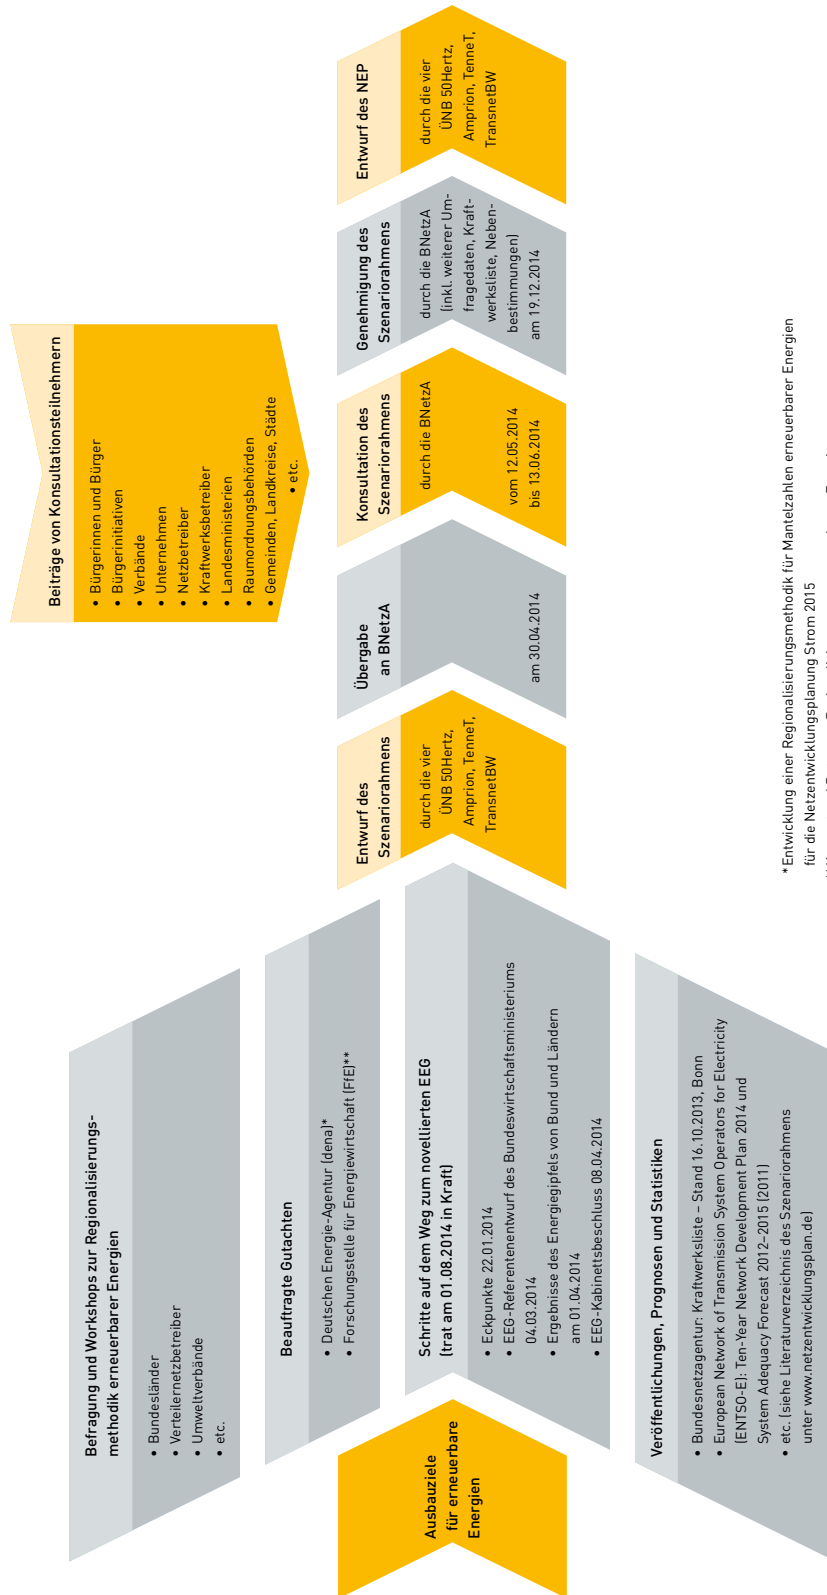 Ausbauziele
für erneuerbare
Energien
Befragung und Workshops zur Regionalisierungs-
methodik erneuerbarer Energien
• Bundesländer
• Verteilernetzbetreiber
• Umweltverbände
• etc.
Beauftragte Gutachten
• Deutschen Energie-Agentur (dena)*
• Forschungsstelle für Energiewirtschaft (FfE)**
Schritte auf dem Weg zum novellierten EEG
(trat am 01.08.2014 in Kraft)
• Eckpunkte 22.01.2014
• EEG-Referentenentwurf des Bundeswirtschaftsministeriums
04.03.2014
• Ergebnisse des Energiegipfels von Bund und Ländern
am 01.04.2014
• EEG-Kabinettsbeschluss 08.04.2014
Veröffentlichungen, Prognosen und Statistiken
• Bundesnetzagentur: Kraftwerksliste – Stand 16.10.2013, Bonn
• European Network of Transmission System Operators for Electricity
(ENTSO-E): Ten-Year Network Development Plan 2014 und
System Adequacy Forecast 2012–2015 (2011)
• etc. (siehe Literaturverzeichnis des Szenariorahmens
unter www.netzentwicklungsplan.de)
Entwurf des
Szenariorahmens
durch die vier
ÜNB 50Hertz,
Amprion, TenneT,
TransnetBW
Übergabe
an BNetzA
am 30.04.2014
Beiträge von Konsultationsteilnehmern
• Bürgerinnen und Bürger
• Bürgerinitiativen
• Verbände
• Unternehmen
• Netzbetreiber
• Kraftwerksbetreiber
• Landesministerien
• Raumordnungsbehörden
• Gemeinden, Landkreise, Städte
• etc.
Konsultation des
Szenariorahmens
durch die BNetzA
vom 12.05.2014
bis 13.06.2014
Genehmigung des
Szenariorahmens
durch die BNetzA
(inkl. weiterer Um-
fragedaten, Kraft-
werksliste, Neben-
bestimmungen)
am 19.12.2014
Entwurf des NEP
durch die vier
ÜNB 50Hertz,
Amprion, TenneT,
TransnetBW
*Entwicklung einer Regionalisierungsmethodik für Mantelzahlen erneuerbarer Energien
für die Netzentwicklungsplanung Strom 2015